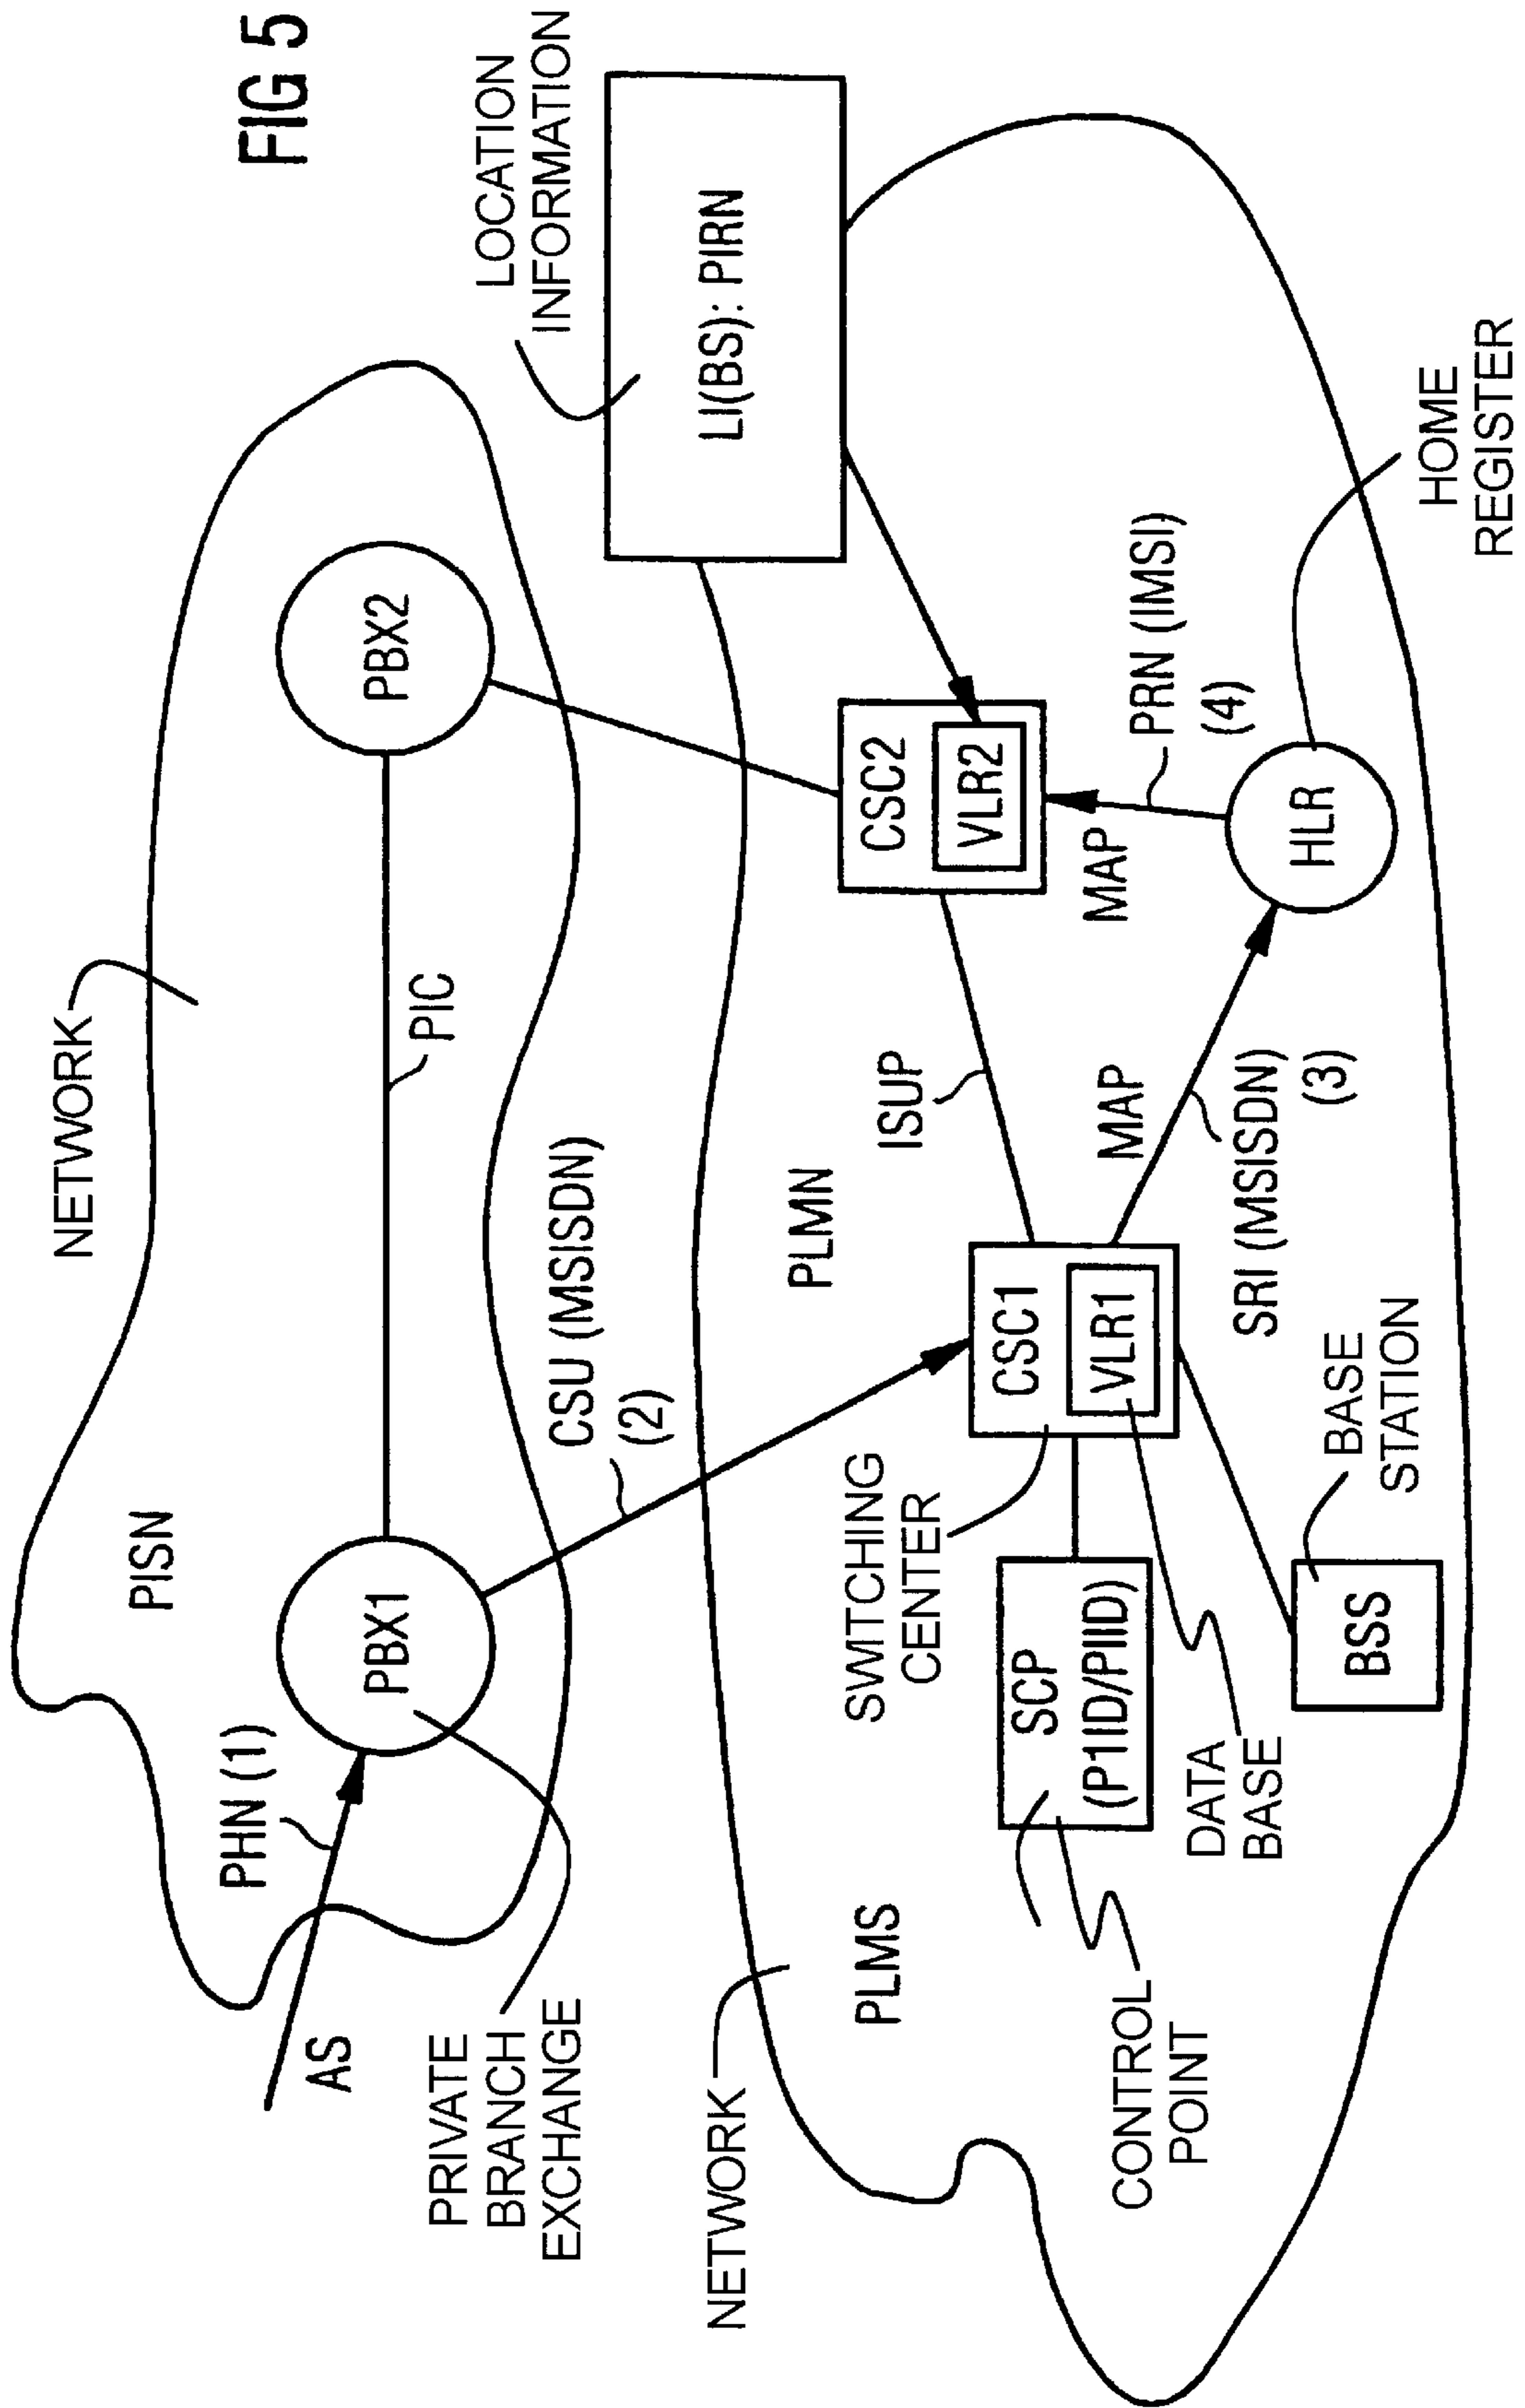 FIG 5
NETWORK
PISN
PHN (1)
AS
PBX1
PBX2
PIC
PRIVATE
BRANCH
EXCHANGE
CSU (MSISDN)
(2)
LOCATION
INFORMATION
LI(BS): PIRN
NETWORK
PLMS
PLMN
ISUP
CSC2
VLR2
SWITCHING
CENTER
CSC1
VLR1
SCP
(P1ID/PIID)
CONTROL
POINT
DATA
BASE
BSS
BASE
STATION
MAP
SRI (MSISDN)
(3)
MAP
PRN (IMSI)
(4)
HLR
HOME
REGISTER